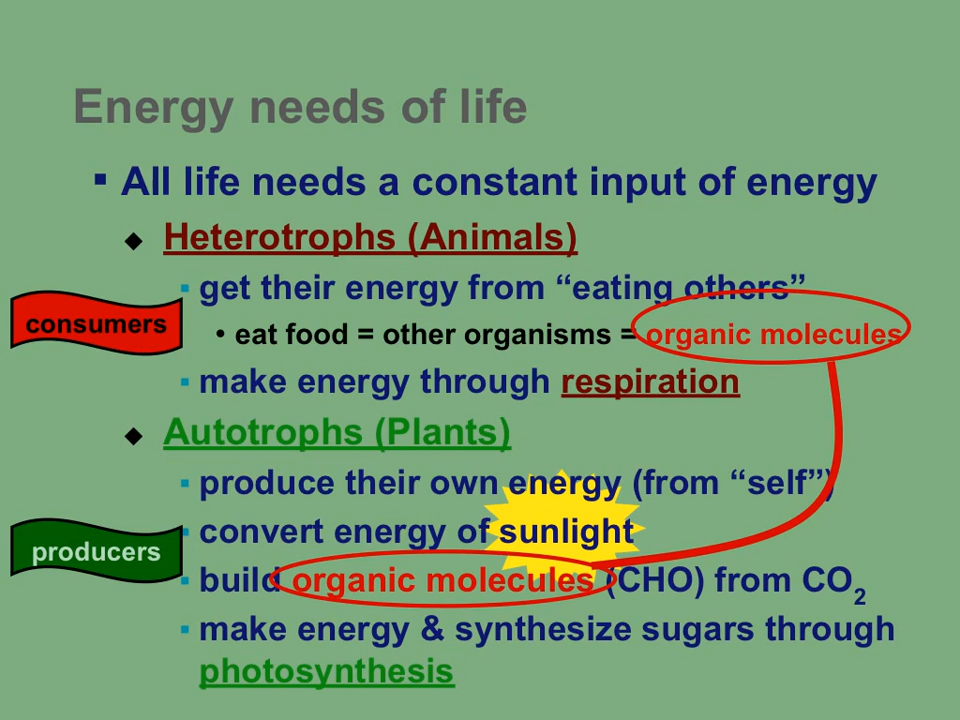 Energy needs of life
▪ All life needs a constant input of energy
◆ Heterotrophs (Animals)
▪ get their energy from “eating others”
consumers
• eat food = other organisms = organic molecules
▪ make energy through respiration
◆ Autotrophs (Plants)
▪ produce their own energy (from “self”)
▪ convert energy of sunlight
producers
▪ build organic molecules (CHO) from CO₂
▪ make energy & synthesize sugars through
photosynthesis